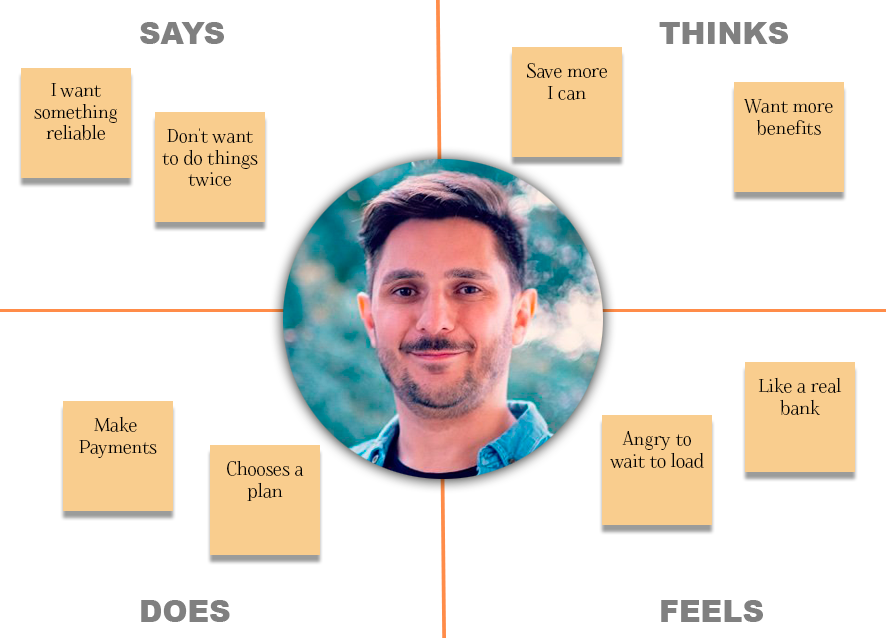 SAYS
I want
something
reliable
Don't want
to do things
twice
THINKS
Save more
I can
Want more
benefits
Make
Payments
Chooses a
plan
DOES
Like a real
bank
Angry to
wait to load
FEELS